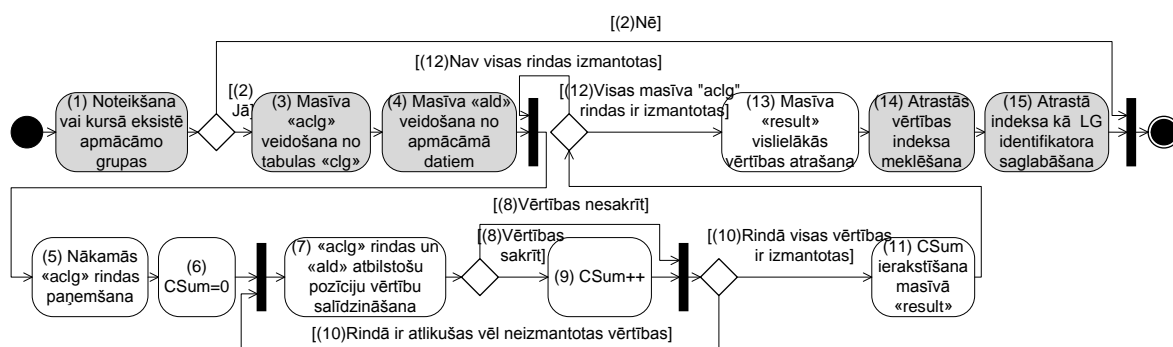 [(2)Nē]
[(12)Nav visas rindas izmantotas]
(1) Noteikšana
vai kursā eksistē
apmācāmo
grupas
[(2)
Jā]
(3) Masīva
«aclg»
veidošana no
tabulas «clg»
(4) Masīva «ald»
veidošana no
apmācāmā
datiem
[(12)Visas masīva "aclg"
rindas ir izmantotas]
(13) Masīva
«result»
vislielākās
vērtības atrašana
(14) Atrastās
vērtības
indeksa
meklēšana
(15) Atrastā
indeksa kā LG
identifikatora
saglabāšana
[(8)Vērtības nesakrīt]
(5) Nākamās
«aclg» rindas
paņemšana
(6)
CSum=0
(7) «aclg» rindas un
«ald» atbilstošu
pozīciju vērtību
salīdzināšana
[(8)Vērtības
sakrīt]
(9) CSum++
[(10)Rindā visas vērtības
ir izmantotas]
(11) CSum
ierakstīšana
masīvā
«result»
[(10)Rindā ir atlikušas vēl neizmantotas vērtības]